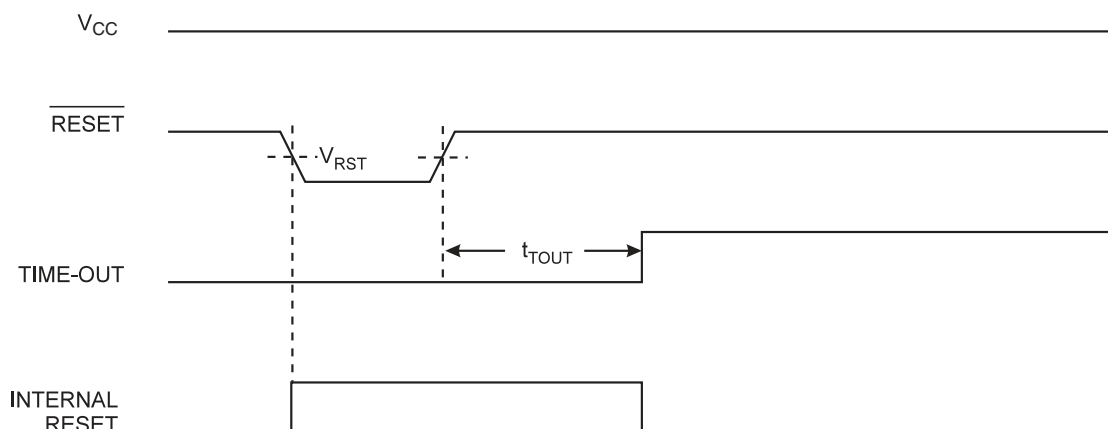 VCC
RESET
VRST
tTOUT
TIME-OUT
INTERNAL
RESET